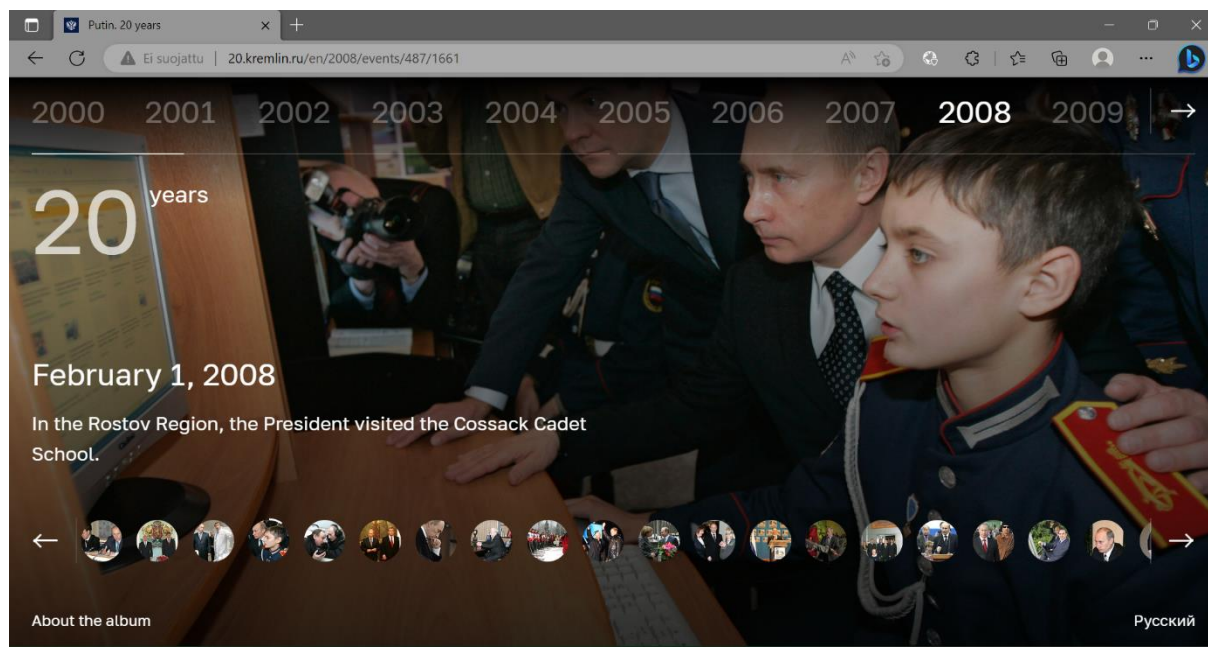 Putin. 20 years
Ei suojattu | 20.kremlin.ru/en/2008/events/487/1661
2000 2001 2002 2003 2004 2005 2006 2007 2008 2009
20 years
February 1, 2008
In the Rostov Region, the President visited the Cossack Cadet
School.
About the album
Русский